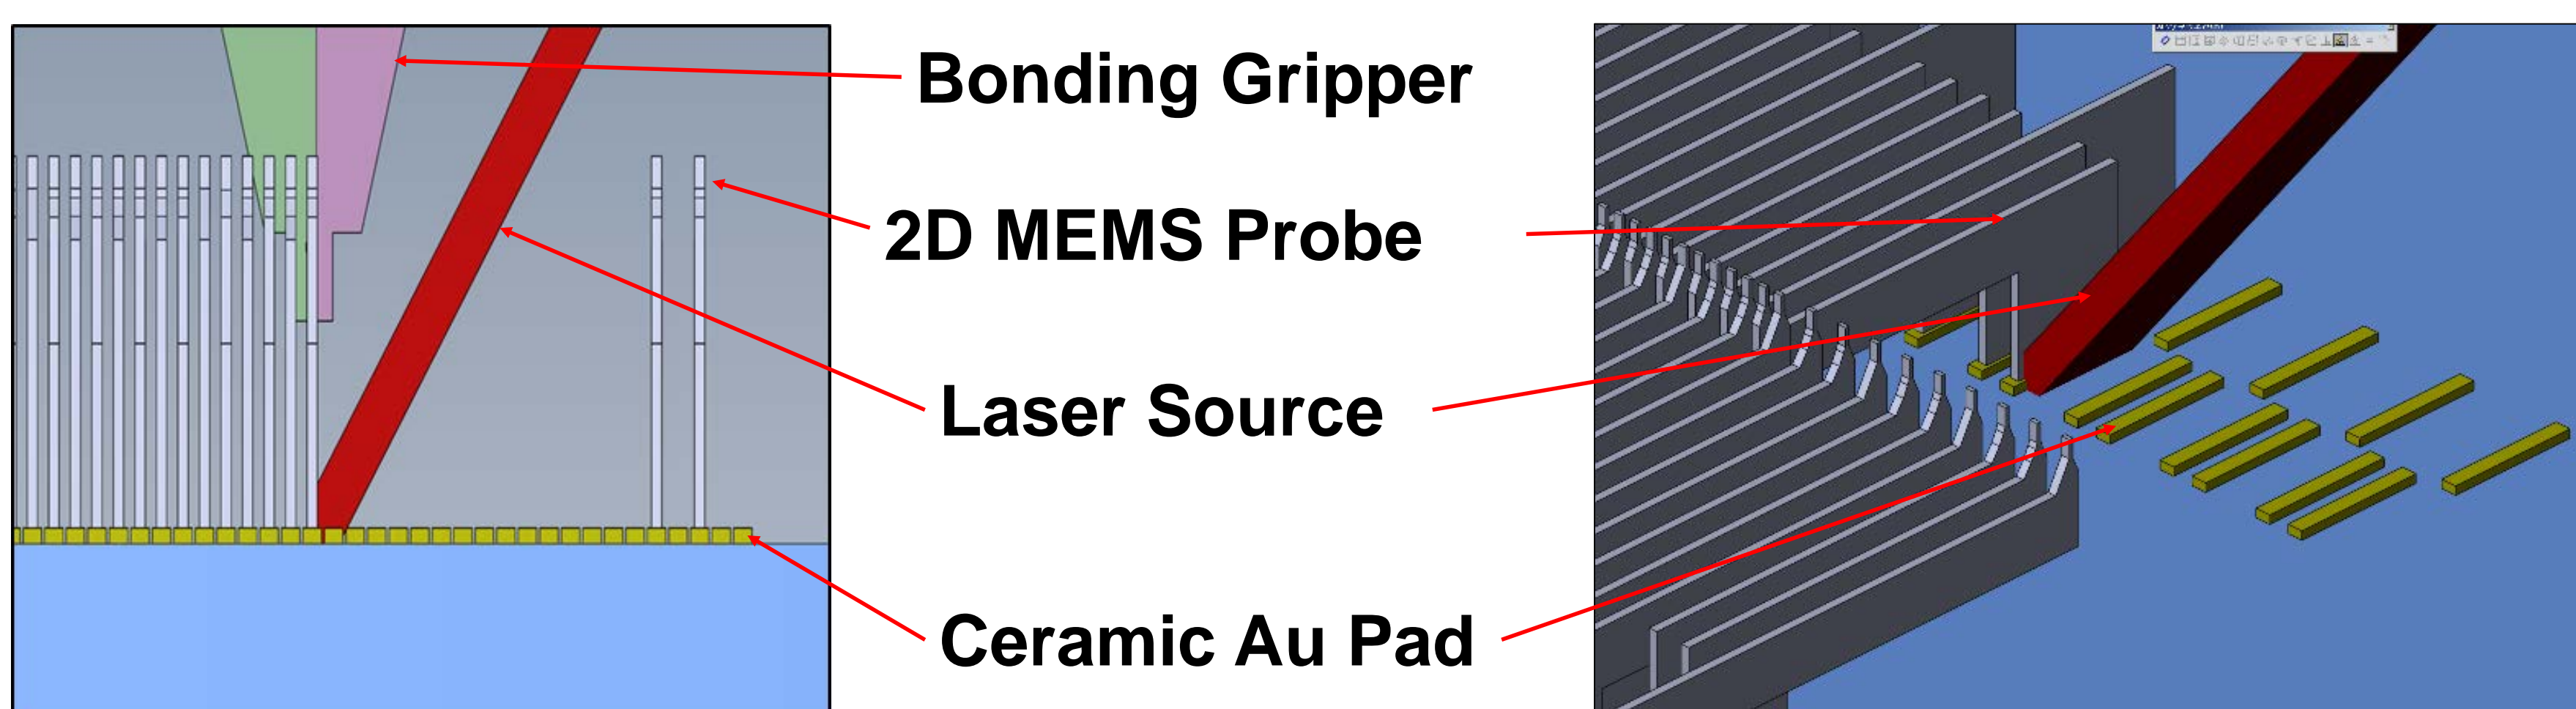 Bonding Gripper
2D MEMS Probe
Laser Source
Ceramic Au Pad